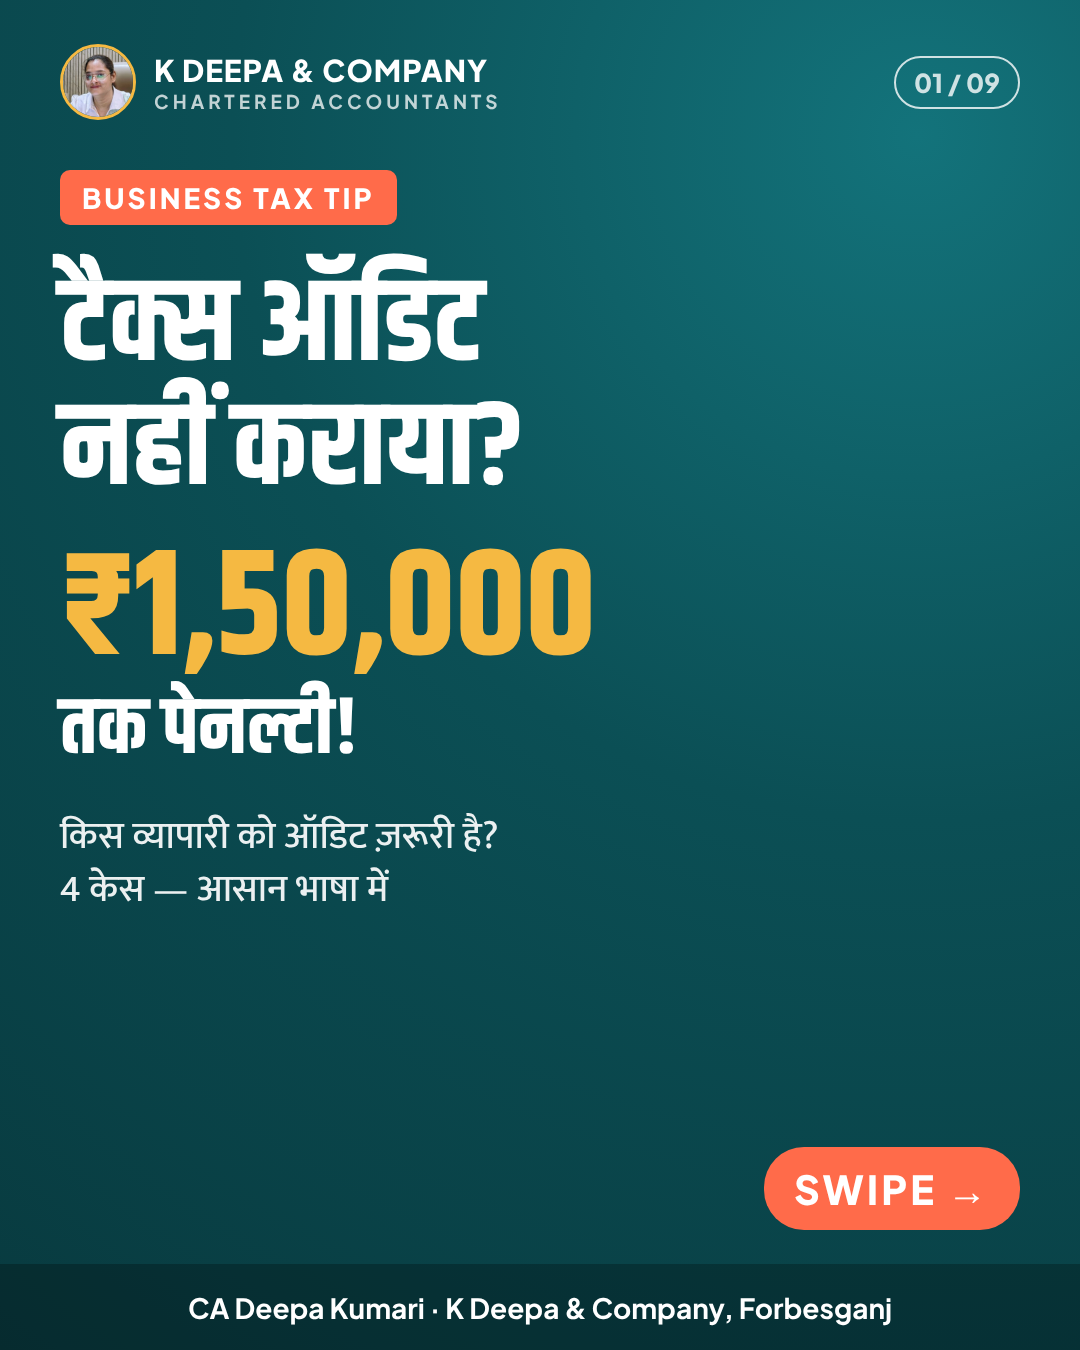 K DEEPA & COMPANY
CHARTERED ACCOUNTANTS
01 / 09
BUSINESS TAX TIP
टैक्स ऑडिट
नहीं कराया?
₹1,50,000
तक पेनल्टी!
किस व्यापारी को ऑडिट ज़रूरी है?
4 केस — आसान भाषा में
SWIPE →
CA Deepa Kumari · K Deepa & Company, Forbesganj